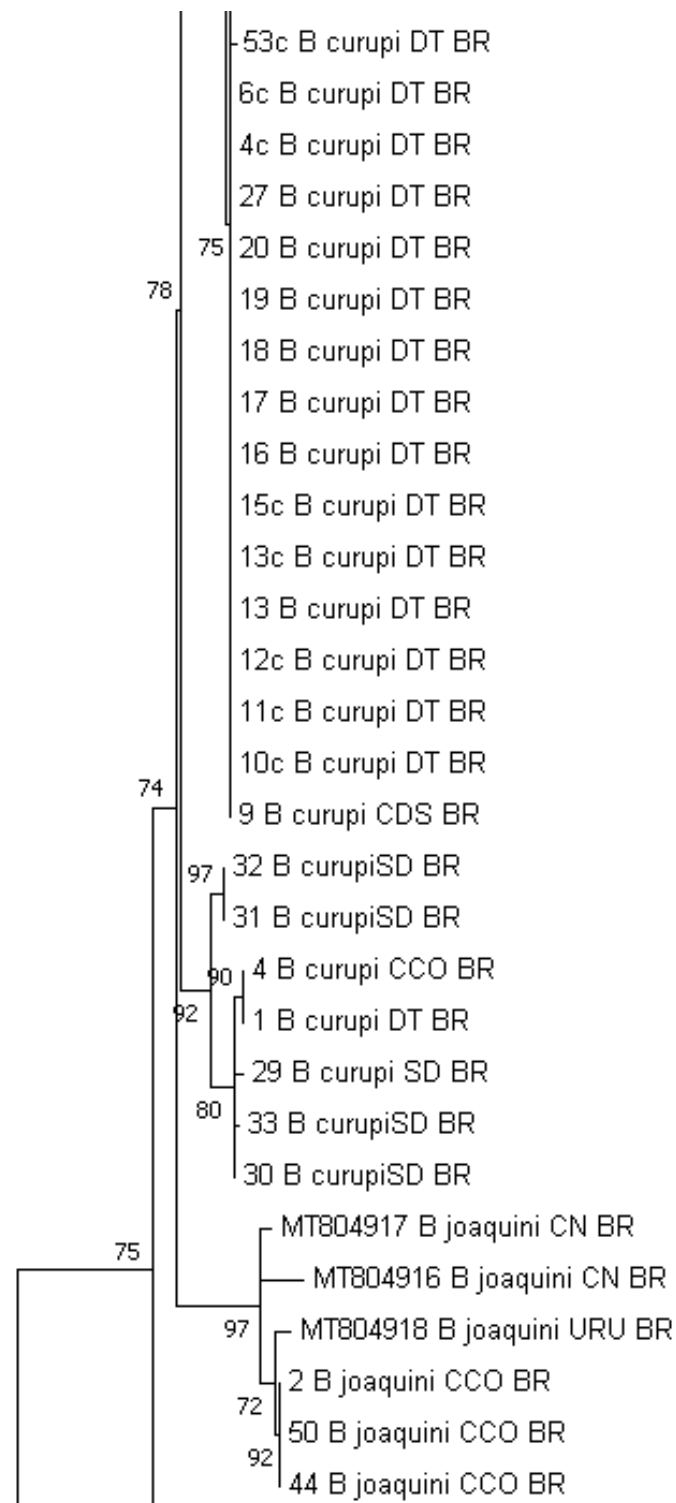 53c B curupi DT BR
6c B curupi DT BR
4c B curupi DT BR
27 B curupi DT BR
75
20 B curupi DT BR
78
19 B curupi DT BR
18 B curupi DT BR
17 B curupi DT BR
16 B curupi DT BR
15c B curupi DT BR
13c B curupi DT BR
13 B curupi DT BR
12c B curupi DT BR
11c B curupi DT BR
10c B curupi DT BR
74
9 B curupi CDS BR
97
32 B curupiSD BR
31 B curupiSD BR
90
4 B curupi CCO BR
92
1 B curupi DT BR
29 B curupi SD BR
80
33 B curupiSD BR
30 B curupiSD BR
MT804917 B joaquini CN BR
75
MT804916 B joaquini CN BR
97
MT804918 B joaquini URU BR
2 B joaquini CCO BR
72
50 B joaquini CCO BR
92
44 B joaquini CCO BR